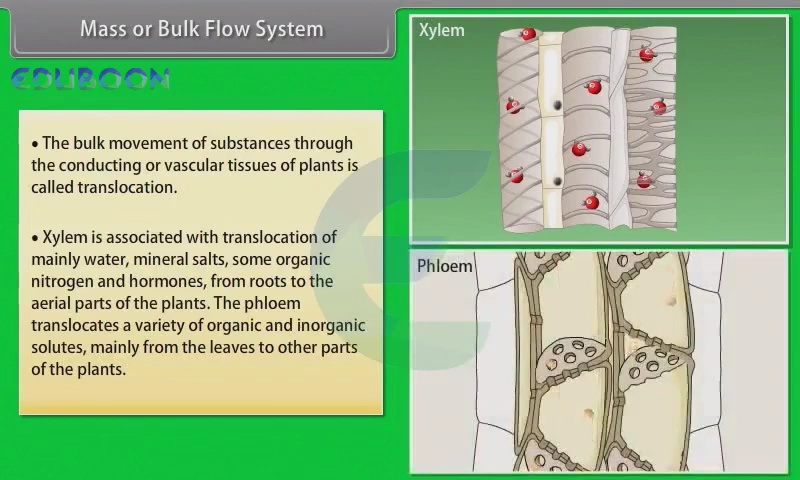 Mass or Bulk Flow System
EDUBOON
• The bulk movement of substances through
the conducting or vascular tissues of plants is
called translocation.
• Xylem is associated with translocation of
mainly water, mineral salts, some organic
nitrogen and hormones, from roots to the
aerial parts of the plants. The phloem
translocates a variety of organic and inorganic
solutes, mainly from the leaves to other parts
of the plants.
Xylem
Phloem